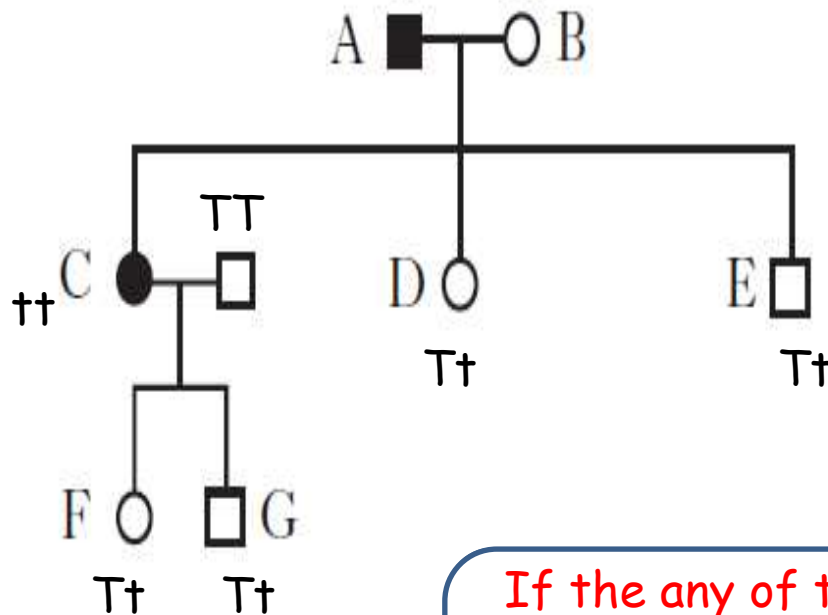 A B
TT
C D E
tt
Tt Tt
F G
Tt Tt
If the any of t